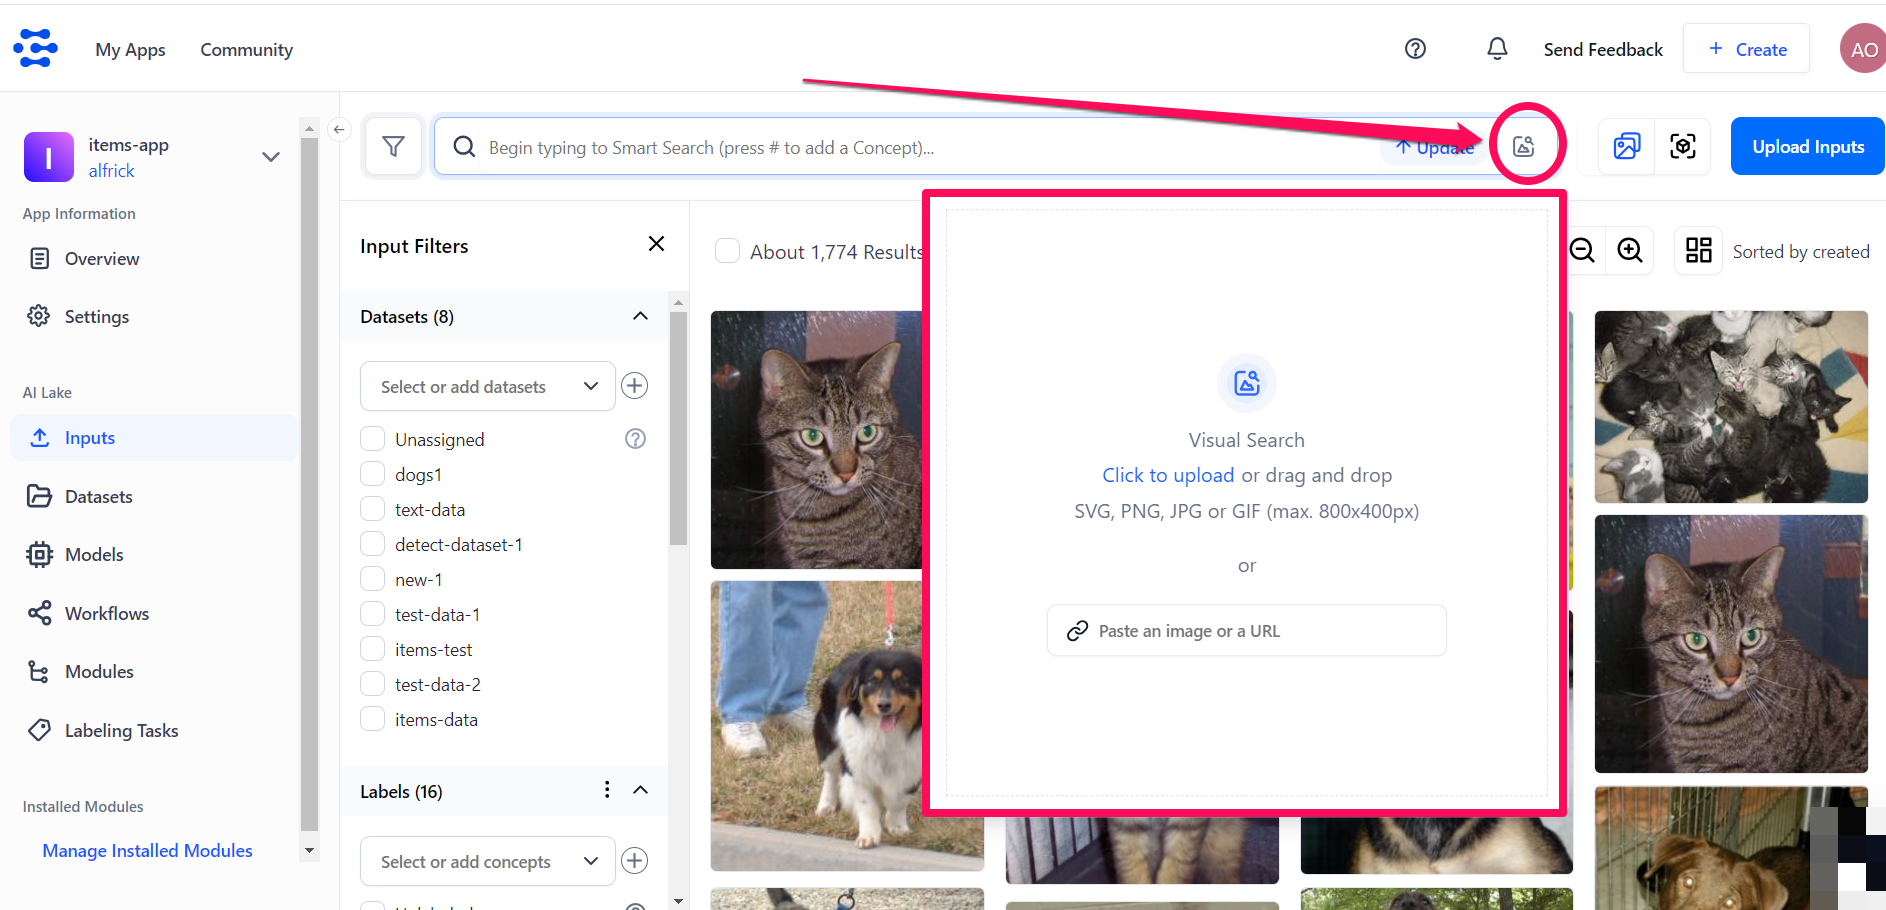 My Apps
Community
Send Feedback
+ Create
AO
I
items-app
alfrick
App Information
Overview
Settings
AI Lake
Inputs
Datasets
Models
Workflows
Modules
Labeling Tasks
Installed Modules
Manage Installed Modules
Begin typing to Smart Search (press # to add a Concept)...
Update
Upload Inputs
Input Filters
Datasets (8)
Select or add datasets
Unassigned
dogs1
text-data
detect-dataset-1
new-1
test-data-1
items-test
test-data-2
items-data
Labels (16)
Select or add concepts
About 1,774 Results
Sorted by created
Visual Search
Click to upload or drag and drop
SVG, PNG, JPG or GIF (max. 800x400px)
or
Paste an image or a URL